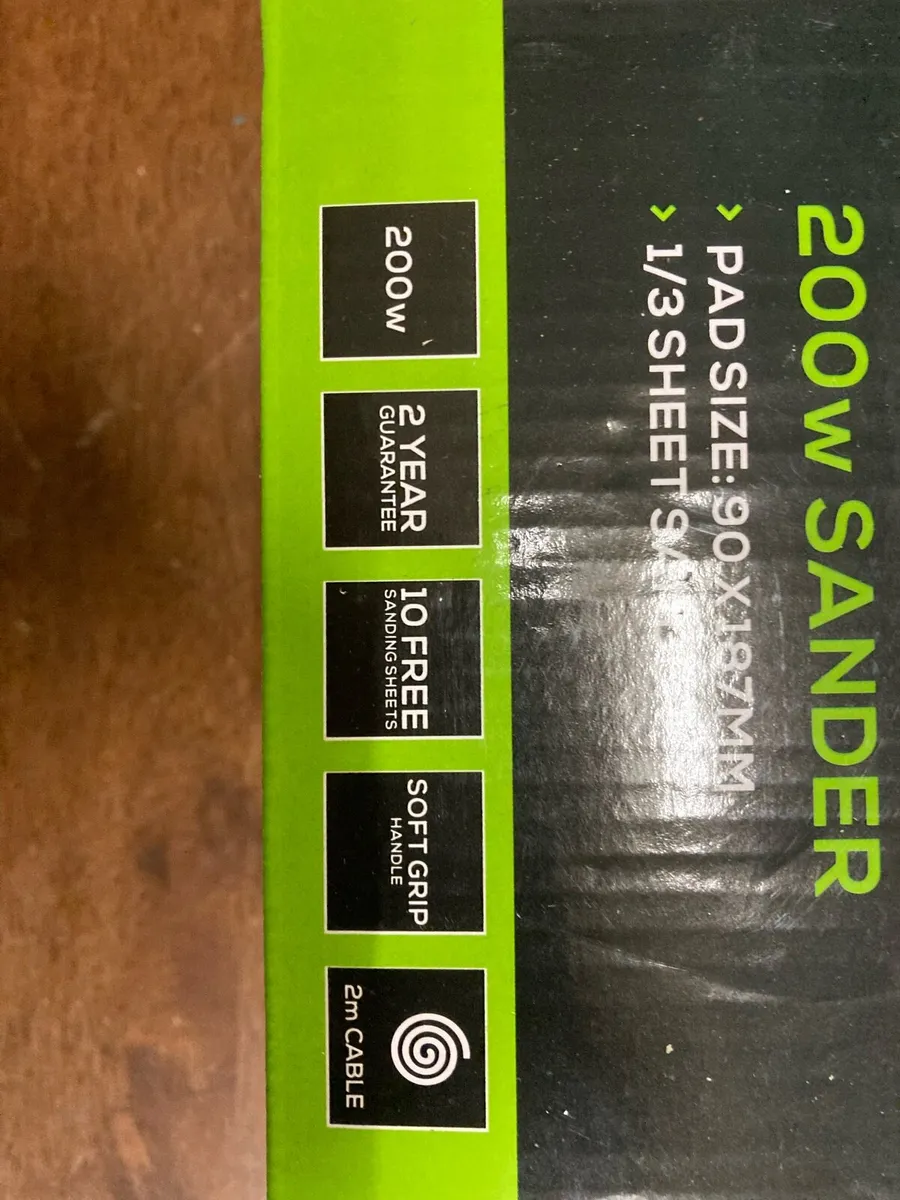 200w SANDER
PAD SIZE: 90 X 187MM
1/3 SHEET
200w
2 YEAR
GUARANTEE
10 FREE
SANDING SHEETS
SOFT GRIP
HANDLE
2m CABLE